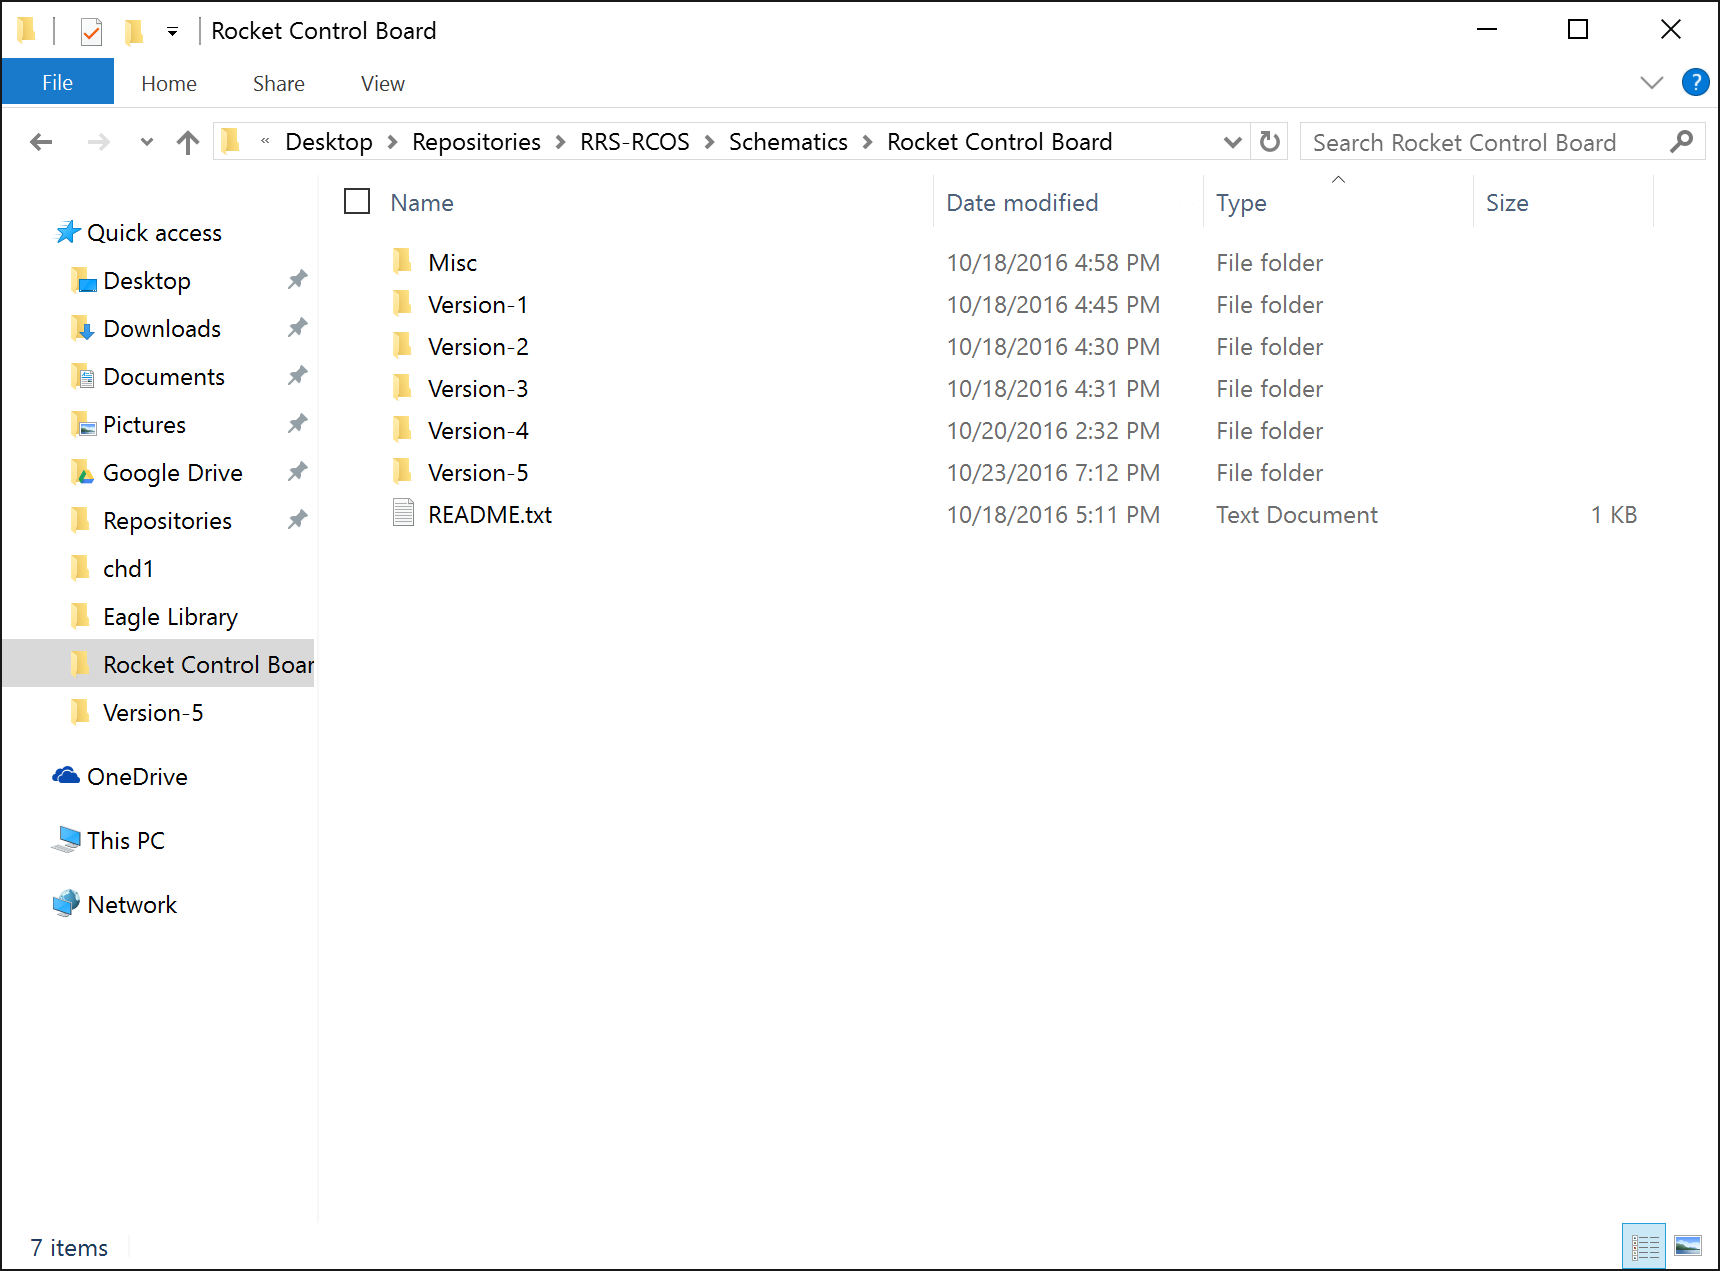 Rocket Control Board
File Home Share View ?
« Desktop Repositories RRS-RCOS Schematics Rocket Control Board Search Rocket Control Board
Name Date modified Type Size
Quick access
Desktop
Downloads
Documents
Pictures
Google Drive
Repositories
chd1
Eagle Library
Rocket Control Boar
Version-5
OneDrive
This PC
Network
Misc 10/18/2016 4:58 PM File folder
Version-1 10/18/2016 4:45 PM File folder
Version-2 10/18/2016 4:30 PM File folder
Version-3 10/18/2016 4:31 PM File folder
Version-4 10/20/2016 2:32 PM File folder
Version-5 10/23/2016 7:12 PM File folder
README.txt 10/18/2016 5:11 PM Text Document 1 KB
7 items